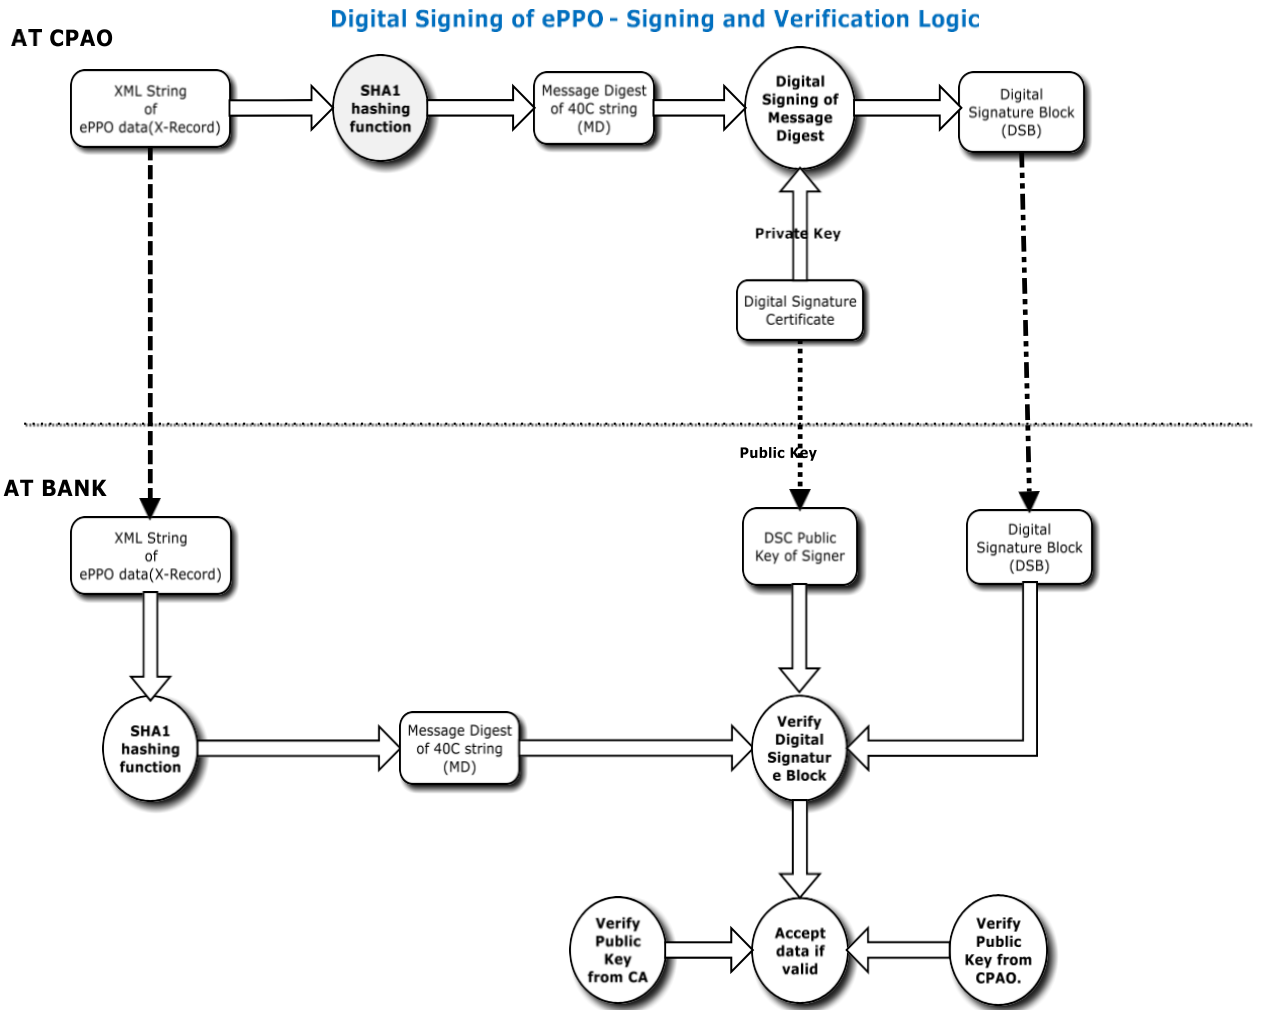 Digital Signing of ePPO - Signing and Verification Logic
AT CPAO
XML String
of
ePPO data(X-Record)
SHA1
hashing
function
Message Digest
of 40C string
(MD)
Digital
Signing of
Message
Digest
Digital
Signature Block
(DSB)
Private Key
Digital Signature
Certificate
Public Key
AT BANK
XML String
of
ePPO data(X-Record)
DSC Public
Key of Signer
Digital
Signature Block
(DSB)
SHA1
hashing
function
Message Digest
of 40C string
(MD)
Verify
Digital
Signatur
e Block
Verify
Public
Key
from CA
Accept
data if
valid
Verify
Public
Key from
CPAO.